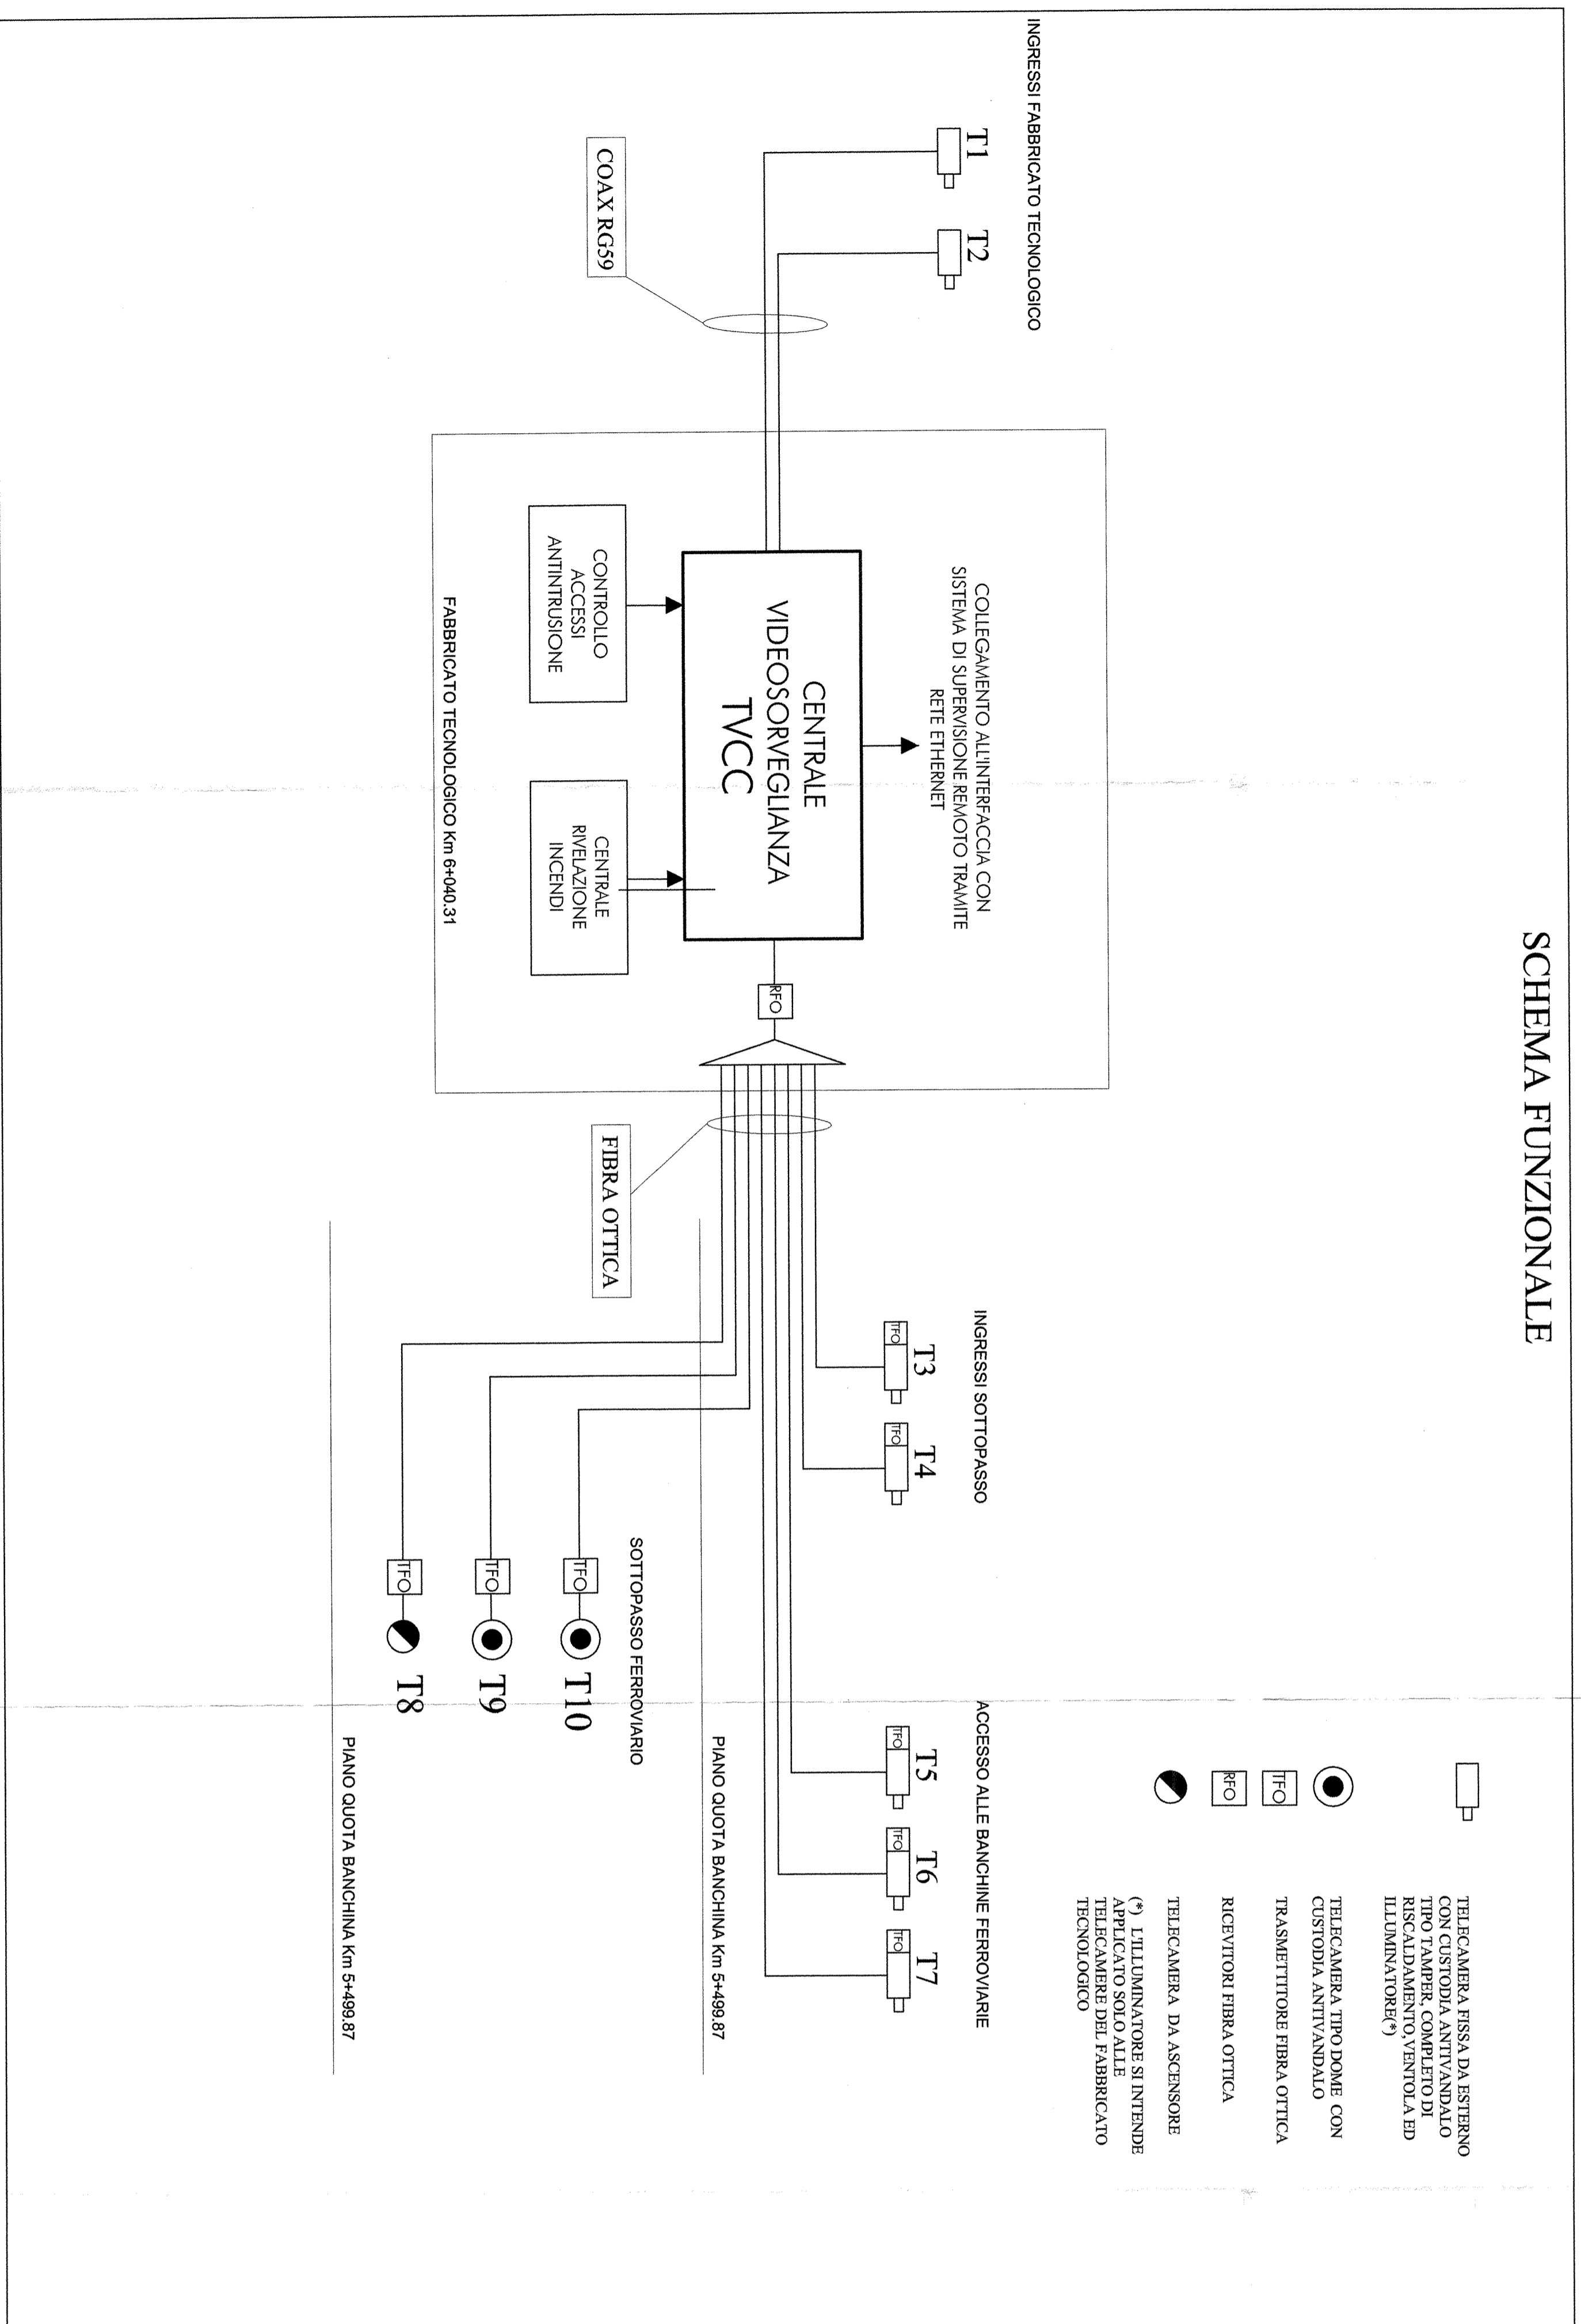 SCHEMA FUNZIONALE
INGRESSI FABBRICATO TECNOLOGICO
T1
T2
COAX RG59
COLLEGAMENTO ALL'INTERFACCIA CON
SISTEMA DI SUPERVISIONE REMOTO TRAMITE
RETE ETHERNET
CENTRALE
VIDEOSORVEGLIANZA
TVCC
CONTROLLO
ACCESSI
ANTINTRUSIONE
CENTRALE
RIVELAZIONE
INCENDI
FABBRICATO TECNOLOGICO Km 6+040.31
RFO
FIBRA OTTICA
INGRESSI SOTTOPASSO
T3
TFO
T4
TFO
ACCESSO ALLE BANCHINE FERROVIARIE
T5
TFO
T6
TFO
T7
TFO
PIANO QUOTA BANCHINA Km 5+499.87
SOTTOPASSO FERROVIARIO
TFO
T10
TFO
T9
TFO
T8
PIANO QUOTA BANCHINA Km 5+499.87
TELECAMERA FISSA DA ESTERNO
CON CUSTODIA ANTIVANDALO
TIPO TAMPER, COMPLETO DI
RISCALDAMENTO,VENTOLA ED
ILLUMINATORE(*)
TELECAMERA TIPO DOME CON
CUSTODIA ANTIVANDALO
TFO
TRASMETTITORE FIBRA OTTICA
RFO
RICEVITORI FIBRA OTTICA
TELECAMERA DA ASCENSORE
(*) L'ILLUMINATORE SI INTENDE
APPLICATO SOLO ALLE
TELECAMERE DEL FABBRICATO
TECNOLOGICO